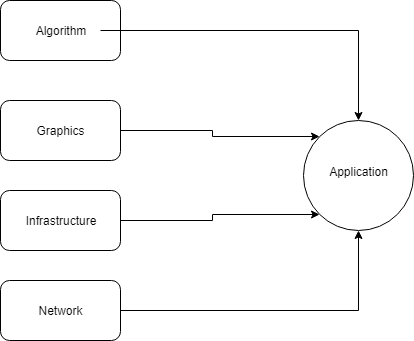 Algorithm
Graphics
Application
Infrastructure
Network